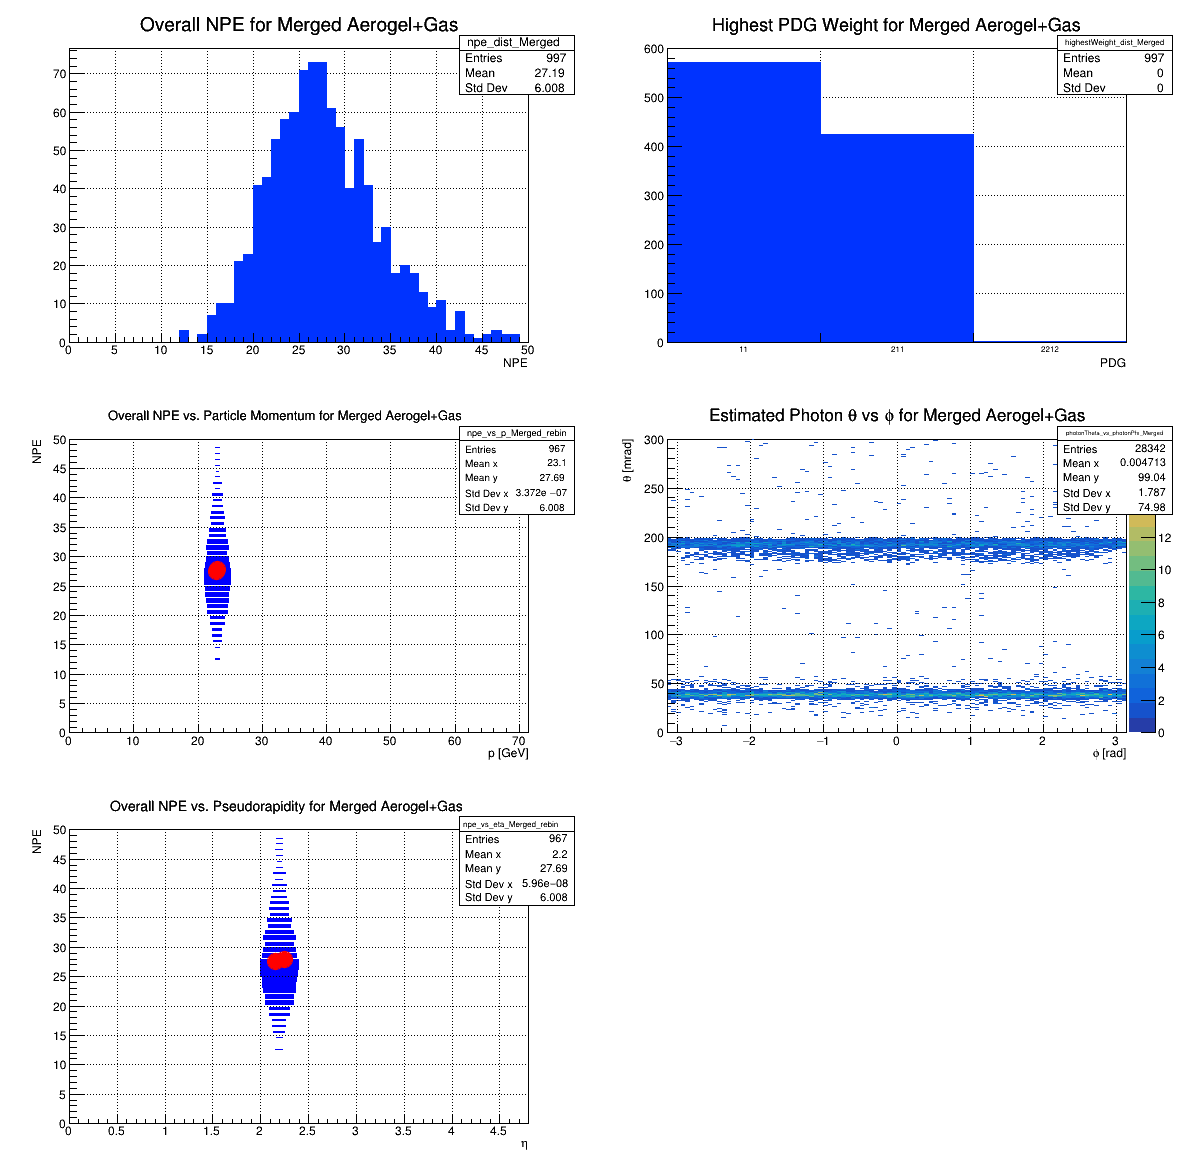 Overall NPE for Merged Aerogel+Gas
npe_dist_Merged
Entries 997
Mean 27.19
Std Dev 6.008
70
60
50
40
30
20
10
0
0 5 10 15 20 25 30 35 40 45 50
NPE
Highest PDG Weight for Merged Aerogel+Gas
highestWeight_dist_Merged
Entries 997
Mean 0
Std Dev 0
600
500
400
300
200
100
0
11 211 2212
PDG
Overall NPE vs. Particle Momentum for Merged Aerogel+Gas
npe_vs_p_Merged_rebin
Entries 967
Mean x 23.1
Mean y 27.69
Std Dev x 3.372e −07
Std Dev y 6.008
NPE
50
45
40
35
30
25
20
15
10
5
0
0 10 20 30 40 50 60 70
p [GeV]
Estimated Photon θ vs ϕ for Merged Aerogel+Gas
photonTheta_vs_photonPhi_Merged
Entries 28342
Mean x 0.004713
Mean y 99.04
Std Dev x 1.787
Std Dev y 74.98
θ [mrad]
300
250
200
150
100
50
0
−3 −2 −1 0 1 2 3
ϕ [rad]
12
10
8
6
4
2
0
Overall NPE vs. Pseudorapidity for Merged Aerogel+Gas
npe_vs_eta_Merged_rebin
Entries 967
Mean x 2.2
Mean y 27.69
Std Dev x 5.96e−08
Std Dev y 6.008
NPE
50
45
40
35
30
25
20
15
10
5
0
0 0.5 1 1.5 2 2.5 3 3.5 4 4.5
η